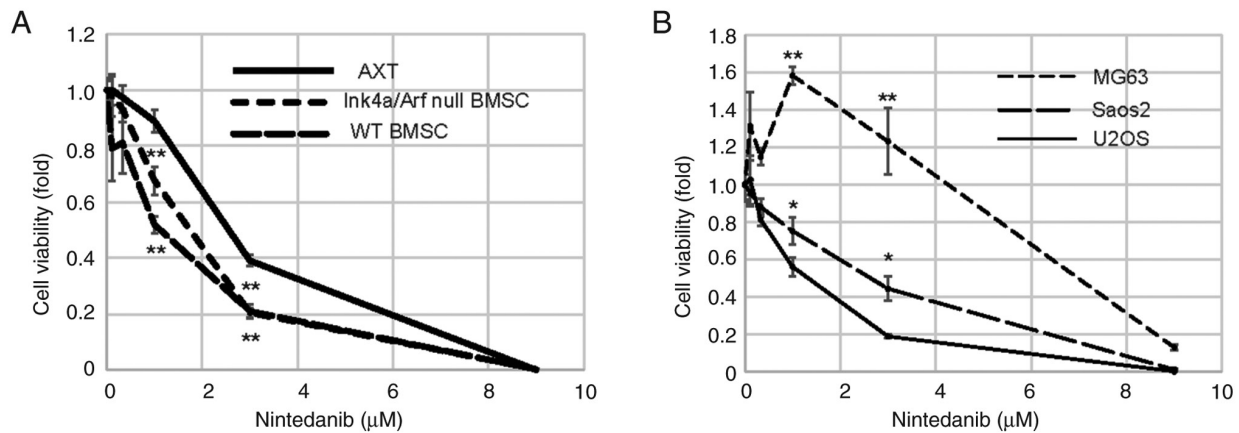 A
1.2
1.0
0.8
0.6
0.4
0.2
0
Cell viability (fold)
AXT
Ink4a/Arf null BMSC
WT BMSC
**
**
**
**
0 2 4 6 8 10
Nintedanib (μM)
B
1.8
1.6
1.4
1.2
1.0
0.8
0.6
0.4
0.2
0
Cell viability (fold)
MG63
Saos2
U2OS
**
**
*
*
0 2 4 6 8 10
Nintedanib (μM)